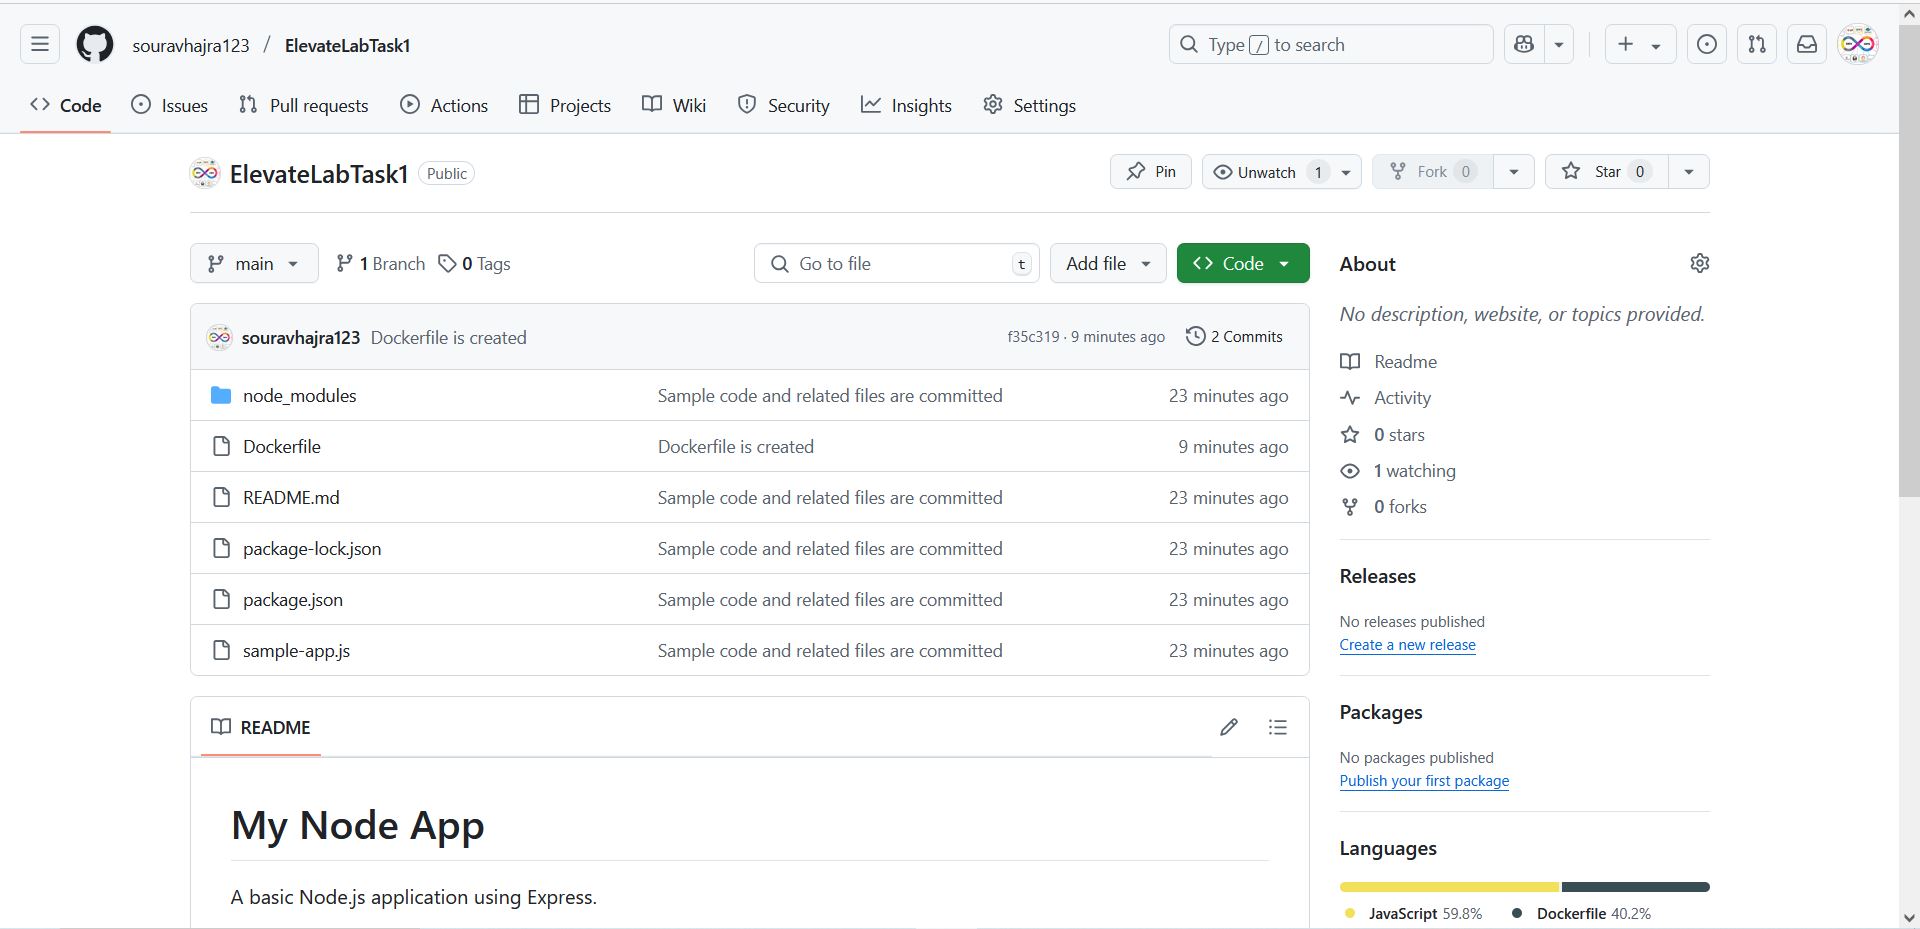 souravhajra123 / ElevateLabTask1
Type / to search
Code Issues Pull requests Actions Projects Wiki Security Insights Settings
ElevateLabTask1 Public
Pin Unwatch 1 Fork 0 Star 0
main 1 Branch 0 Tags Go to file t Add file Code
souravhajra123 Dockerfile is created f35c319 · 9 minutes ago 2 Commits
node_modules Sample code and related files are committed 23 minutes ago
Dockerfile Dockerfile is created 9 minutes ago
README.md Sample code and related files are committed 23 minutes ago
package-lock.json Sample code and related files are committed 23 minutes ago
package.json Sample code and related files are committed 23 minutes ago
sample-app.js Sample code and related files are committed 23 minutes ago
README
My Node App
A basic Node.js application using Express.
About
No description, website, or topics provided.
Readme
Activity
0 stars
1 watching
0 forks
Releases
No releases published
Create a new release
Packages
No packages published
Publish your first package
Languages
JavaScript 59.8% Dockerfile 40.2%